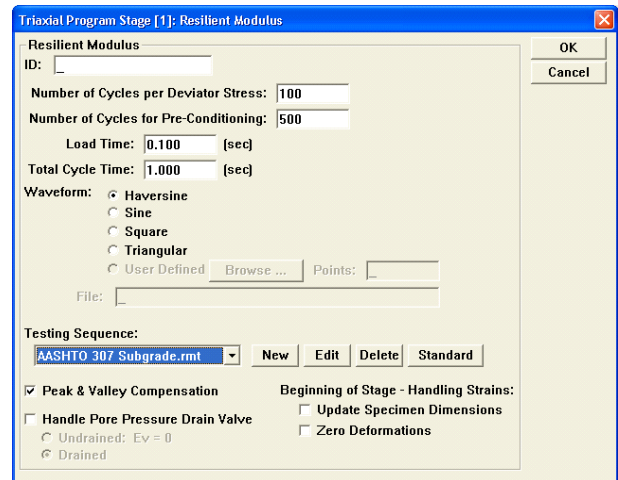 Triaxial Program Stage [1]: Resilient Modulus
Resilient Modulus
OK
Cancel
ID: _
Number of Cycles per Deviator Stress: 100
Number of Cycles for Pre-Conditioning: 500
Load Time: 0.100 (sec)
Total Cycle Time: 1.000 (sec)
Waveform: Haversine
Sine
Square
Triangular
User Defined Browse ... Points: _
File: _
Testing Sequence:
AASHTO 307 Subgrade.rmt New Edit Delete Standard
Peak & Valley Compensation
Handle Pore Pressure Drain Valve
Undrained: Ev = 0
Drained
Beginning of Stage - Handling Strains:
Update Specimen Dimensions
Zero Deformations